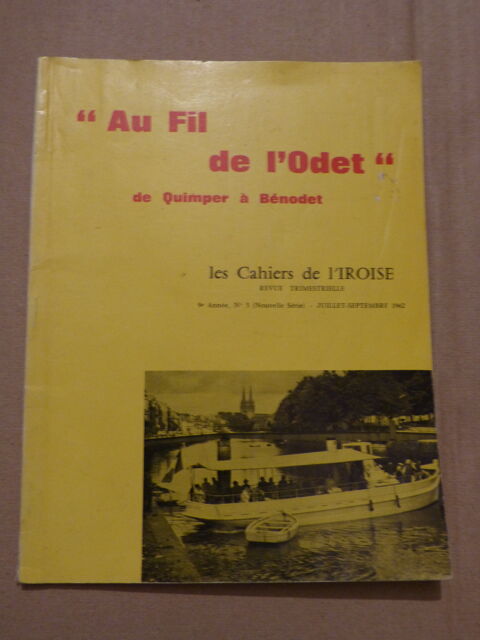 “ Au Fil
de l'Odet “
de Quimper à Bénodet
les Cahiers de l'IROISE
REVUE TRIMESTRIELLE
9e Année, N° 3 (Nouvelle Série) - JUILLET-SEPTEMBRE 1962